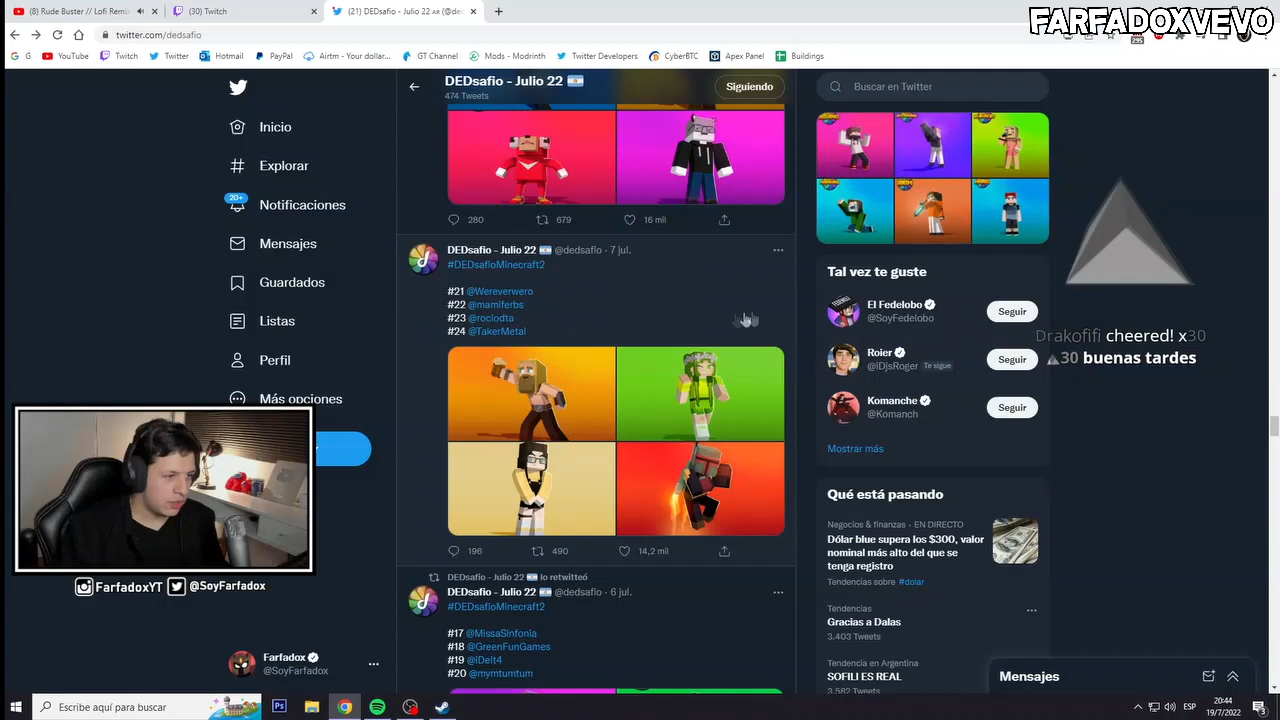 (8) Rude Buster // Lofi Remix
(30) Twitch
(21) DEDsafio - Julio 22 AR (@de
FARFADOXVEVO
twitter.com/dedsafio
G
YouTube
Twitch
Twitter
Hotmail
PayPal
Airtm - Your dollar...
GT Channel
Mods - Modrinth
Twitter Developers
CyberBTC
Apex Panel
Buildings
DEDsafio - Julio 22
474 Tweets
Siguiendo
Buscar en Twitter
Inicio
Explorar
20+
Notificaciones
Mensajes
Guardados
Listas
Perfil
Más opciones
280
679
16 mil
DEDsafio - Julio 22 @dedsafio · 7 jul.
#DEDsafioMinecraft2
#21 @Wereverwero
#22 @mamiferbs
#23 @rociodta
#24 @TakerMetal
196
490
14,2 mil
DEDsafio - Julio 22 lo retwitteó
DEDsafio - Julio 22 @dedsafio · 6 jul.
#DEDsafioMinecraft2
#17 @MissaSinfonia
#18 @GreenFunGames
#19 @IDelt4
#20 @mymtumtum
Tal vez te guste
El Fedelobo
@SoyFedelobo
Seguir
Roier
@IDjsRoger Te sigue
Seguir
Komanche
@Komanch
Seguir
Mostrar más
Qué está pasando
Negocios & finanzas · EN DIRECTO
Dólar blue supera los $300, valor
nominal más alto del que se
tenga registro
Tendencias sobre #dolar
Tendencias
Gracias a Dalas
3.403 Tweets
Tendencia en Argentina
SOFILI ES REAL
3.582 Tweets
Mensajes
Drakofifi cheered! x30
30 buenas tardes
FarfadoxYT @SoyFarfadox
Farfadox
@SoyFarfadox
Escribe aquí para buscar
Ps
ESP
20:44
19/7/2022
3